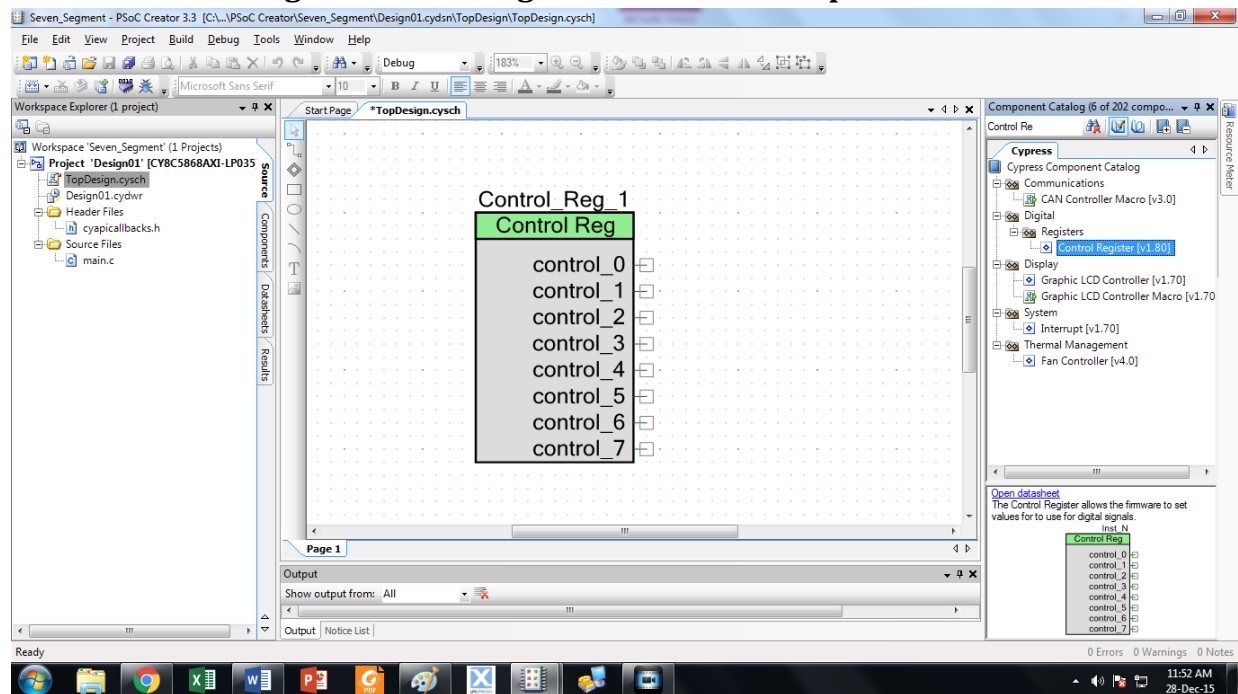 Seven_Segment - PSoC Creator 3.3 [C:\...\PSoC Creator\Seven_Segment\Design01.cydsn\TopDesign\TopDesign.cysch]
File Edit View Project Build Debug Tools Window Help
Debug 183%
Microsoft Sans Serif 10 B I U A
Workspace Explorer (1 project)
Workspace 'Seven_Segment' (1 Projects)
Project 'Design01' [CY8C5868AXI-LP035
TopDesign.cysch
Design01.cydwr
Header Files
cyapicallbacks.h
Source Files
main.c
Source
Components
Datasheets
Results
Start Page *TopDesign.cysch
T
Control_Reg_1
Control Reg
control_0
control_1
control_2
control_3
control_4
control_5
control_6
control_7
Page 1
Output
Show output from: All
Output Notice List
Component Catalog (6 of 202 compo...
Control Re
Cypress
Cypress Component Catalog
Communications
CAN Controller Macro [v3.0]
Digital
Registers
Control Register [v1.80]
Display
Graphic LCD Controller [v1.70]
Graphic LCD Controller Macro [v1.70
System
Interrupt [v1.70]
Thermal Management
Fan Controller [v4.0]
Open datasheet
The Control Register allows the firmware to set
values for to use for digital signals.
Inst_N
Control Reg
control_0
control_1
control_2
control_3
control_4
control_5
control_6
control_7
Resource Meter
Ready
0 Errors 0 Warnings 0 Notes
11:52 AM
28-Dec-15